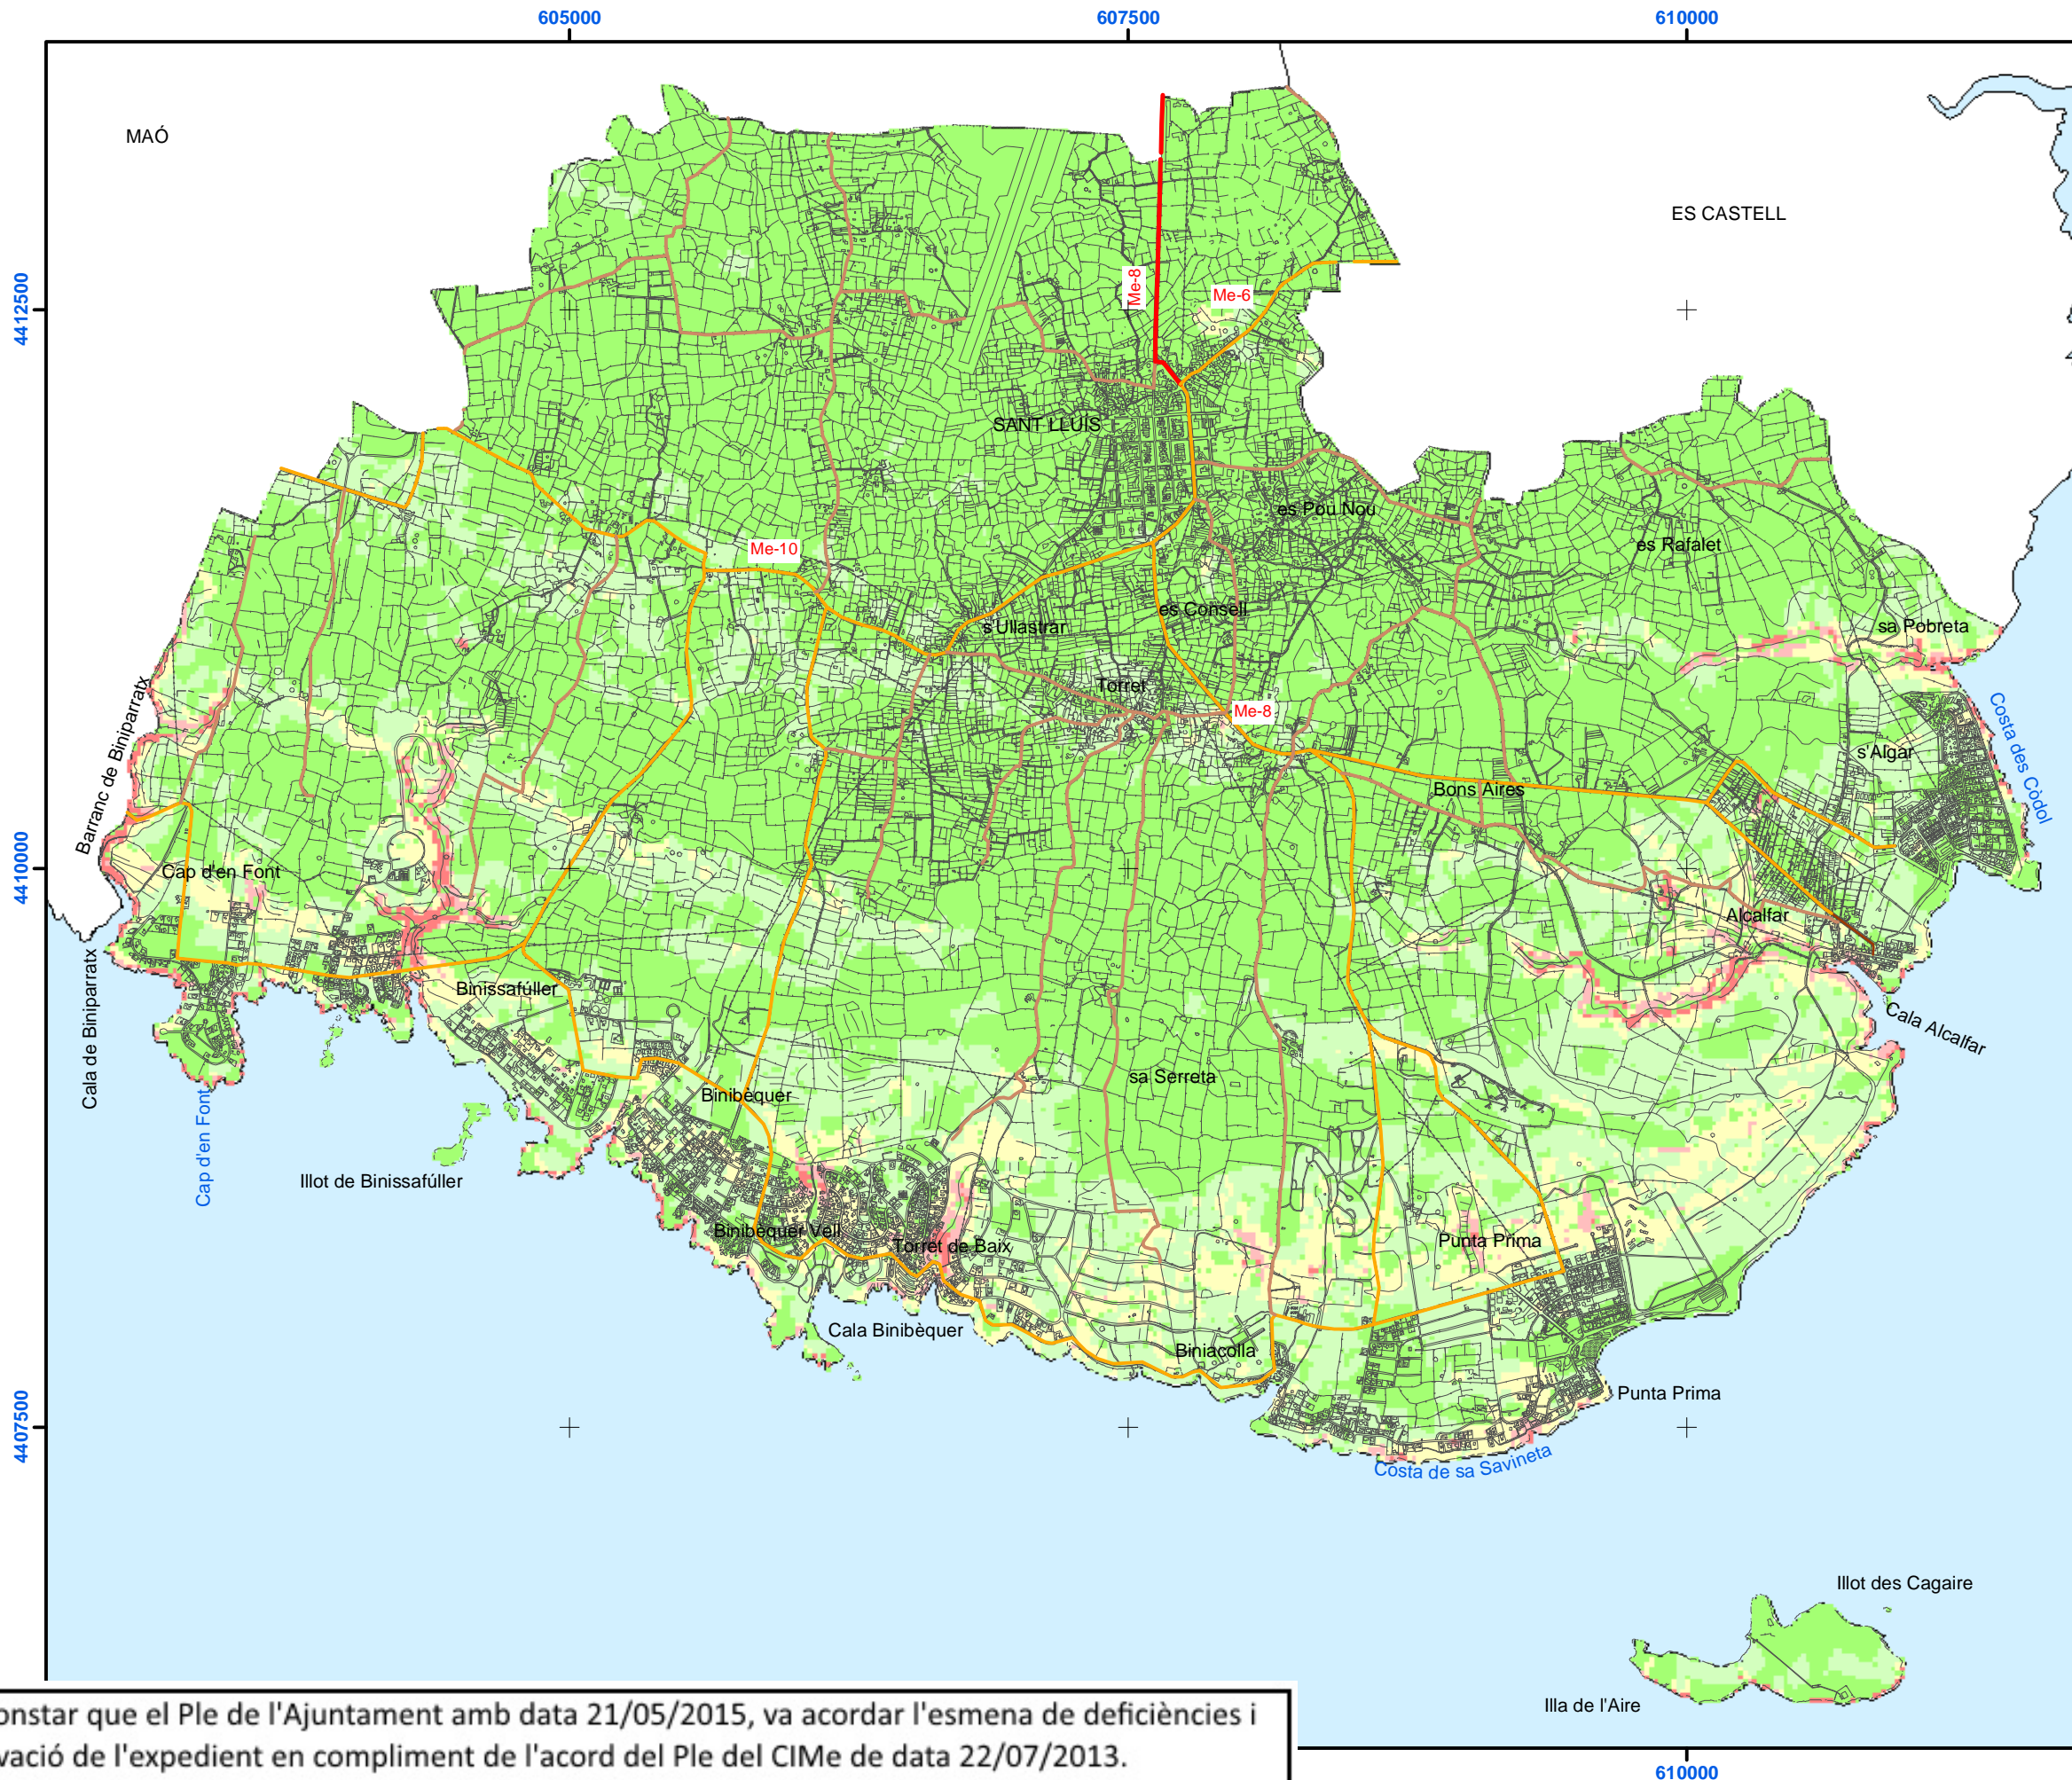 605000
607500
610000
MAÓ
ES CASTELL
4412500
Me-8
Me-6
SANT LLUÍS
es Pou Nou
es Rafalet
Me-10
es Consell
s'Ullastrar
sa Pobreta
Torret
Me-8
Costa des Còdol
Barranc de Biniparratx
s'Algar
Bons Aires
4410000
Cap d'en Font
Alcalfar
Binissafúller
Cala de Biniparratx
Cala Alcalfar
sa Serreta
Binibèquer
Cap d'en Font
Illot de Binissafúller
Binibèquer Vell
Torret de Baix
Punta Prima
Cala Binibèquer
Biniacolla
Punta Prima
4407500
Costa de sa Savineta
Illot des Cagaire
Illa de l'Aire
onstar que el Ple de l'Ajuntament amb data 21/05/2015, va acordar l'esmena de deficiències i
vació de l'expedient en compliment de l'acord del Ple del CIMe de data 22/07/2013.
610000